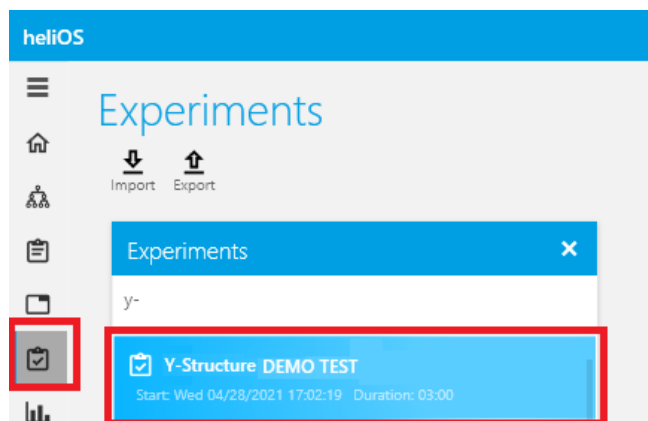 heliOS
Experiments
Import Export
Experiments
y-
Y-Structure DEMO TEST
Start: Wed 04/28/2021 17:02:19 Duration: 03:00